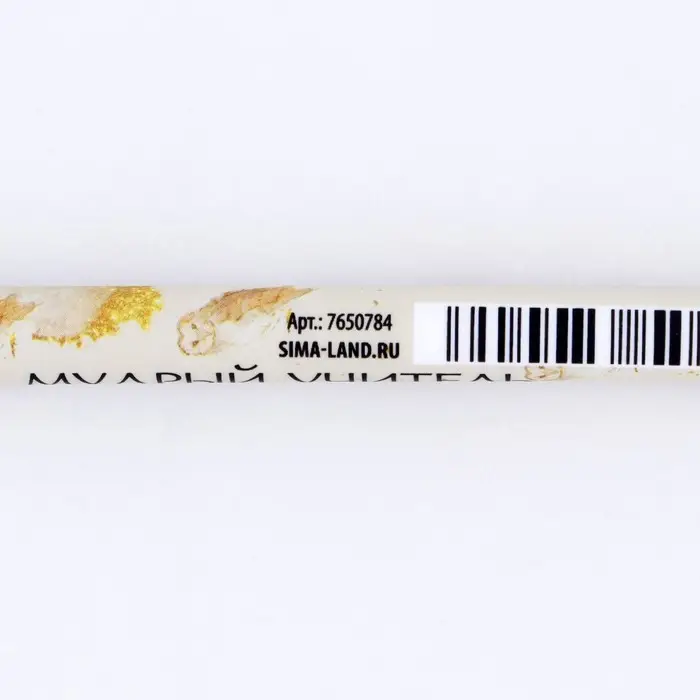 Арт.: 7650784
SIMA-LAND.RU
МУДРЫЙ УЧИТЕЛЬ